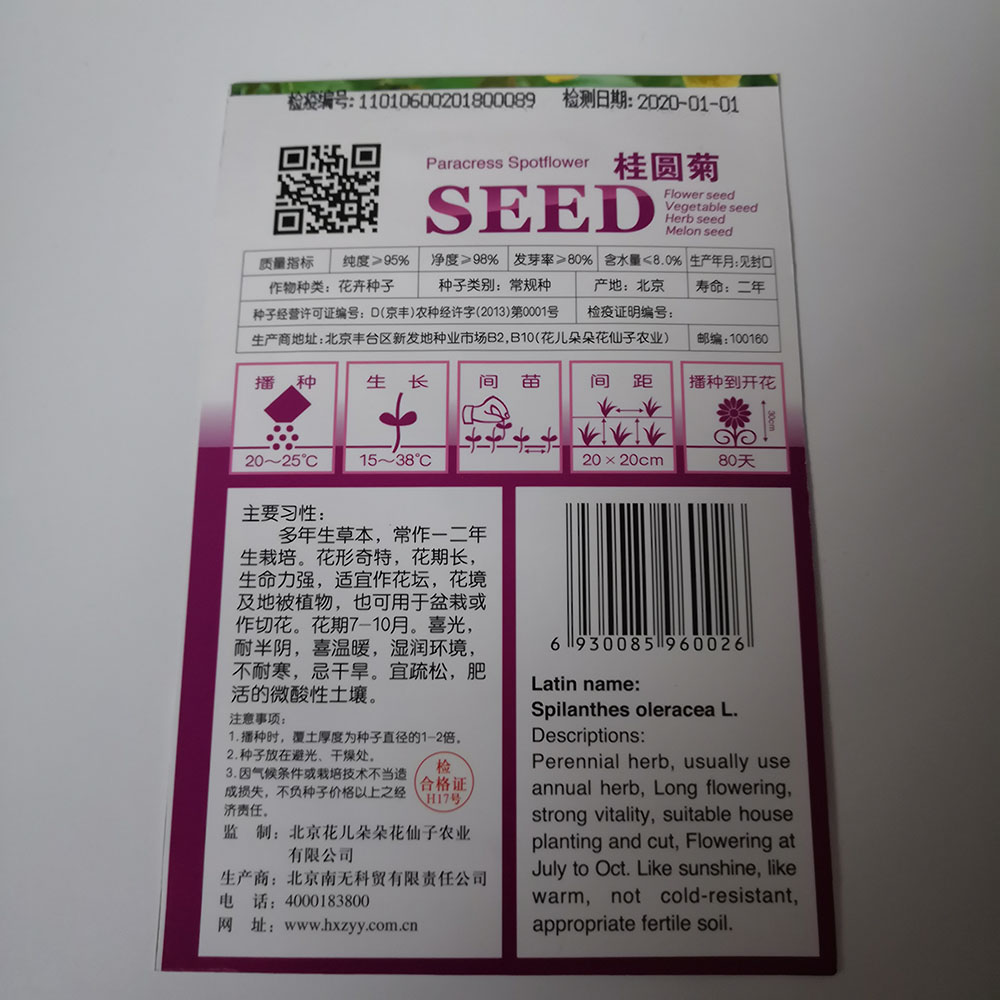 检疫编号:11010600201800089 检测日期:2020-01-01
Paracress Spotflower 桂圆菊
SEED
Flower seed
Vegetable seed
Herb seed
Melon seed
质量指标 纯度≥95% 净度≥98% 发芽率≥80% 含水量≤8.0% 生产年月:见封口
作物种类: 花卉种子 种子类别: 常规种 产地: 北京 寿命: 二年
种子经营许可证编号: D(京丰)农种经许字(2013)第0001号 检疫证明编号:
生产商地址:北京丰台区新发地种业市场B2,B10(花儿朵朵花仙子农业) 邮编:100160
播种 生长 间苗 间距 播种到开花
30cm
20～25℃ 15～38℃ 20×20cm 80天
主要习性:
多年生草本，常作一二年
生栽培。花形奇特，花期长，
生命力强，适宜作花坛，花境
及地被植物，也可用于盆栽或
作切花。花期7-10月。喜光，
耐半阴，喜温暖，湿润环境，
不耐寒，忌干旱。宜疏松，肥
活的微酸性土壤。
注意事项:
1.播种时，覆土厚度为种子直径的1-2倍。
2.种子放在避光、干燥处。
3.因气候条件或栽培技术不当造
成损失，不负种子价格以上之经
济责任。
检
合格证
H17号
监 制: 北京花儿朵朵花仙子农业
有限公司
生产商: 北京南无科贸有限责任公司
电 话: 4000183800
网 址: www.hxzyy.com.cn
6 930085 960026
Latin name:
Spilanthes oleracea L.
Descriptions:
Perennial herb, usually use
annual herb, Long flowering,
strong vitality, suitable house
planting and cut, Flowering at
July to Oct. Like sunshine, like
warm, not cold-resistant,
appropriate fertile soil.